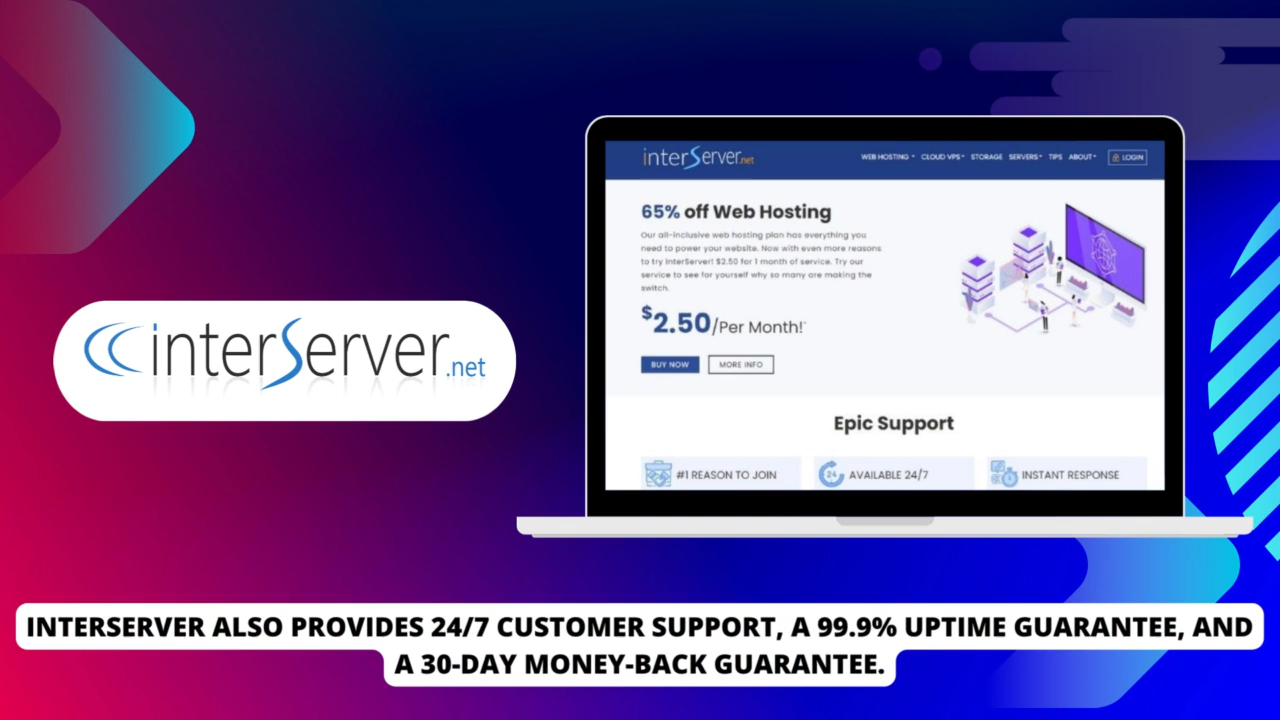 interServer.net
interServer.net
WEB HOSTING CLOUD VPS STORAGE SERVERS TIPS ABOUT LOGIN
65% off Web Hosting
Our all-inclusive web hosting plan has everything you
need to power your website. Now with even more reasons
to try InterServer! $2.50 for 1 month of service. Try our
service to see for yourself why so many are making the
switch.
$2.50/Per Month!*
BUY NOW MORE INFO
Epic Support
#1 REASON TO JOIN 24 AVAILABLE 24/7 INSTANT RESPONSE
INTERSERVER ALSO PROVIDES 24/7 CUSTOMER SUPPORT, A 99.9% UPTIME GUARANTEE, AND
A 30-DAY MONEY-BACK GUARANTEE.